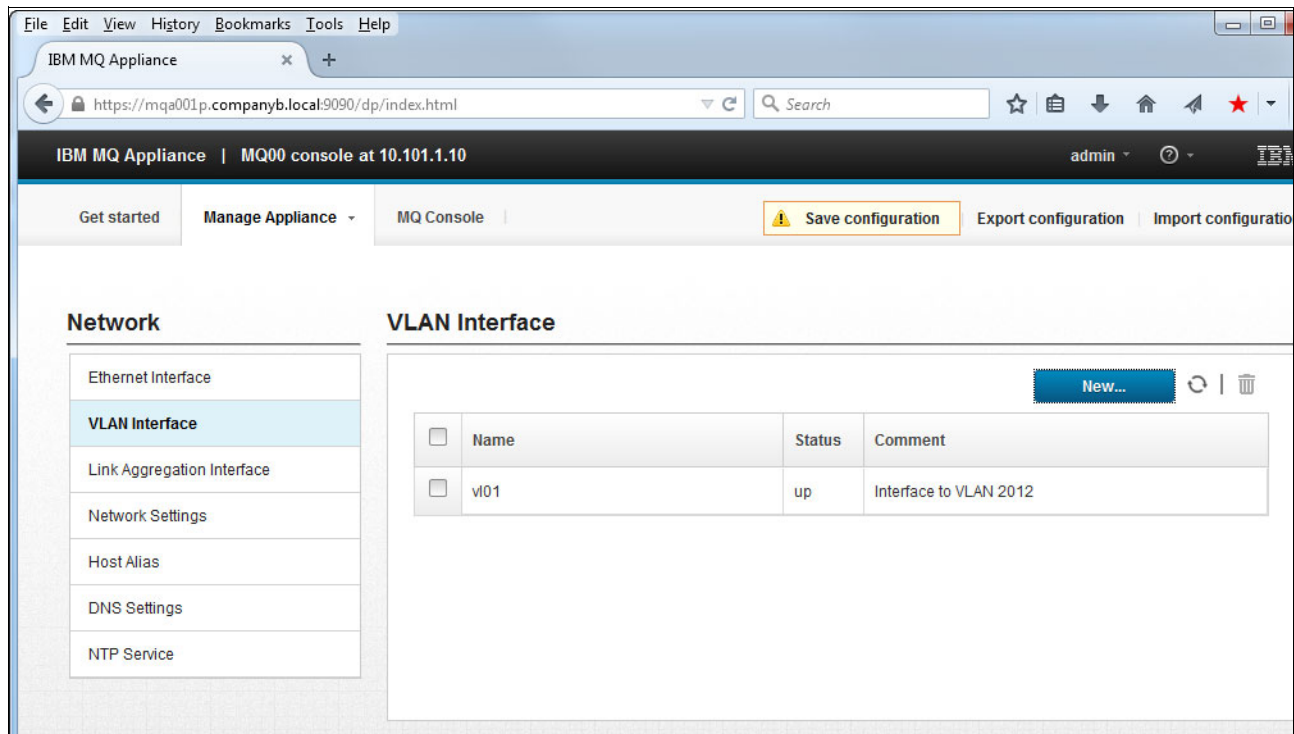 File Edit View History Bookmarks Tools Help
IBM MQ Appliance × +
https://mqa001p.companyb.local:9090/dp/index.html Search
IBM MQ Appliance | MQ00 console at 10.101.1.10 admin
Get started Manage Appliance MQ Console Save configuration Export configuration Import configuratio
Network VLAN Interface
Ethernet Interface
New...
VLAN Interface
Name Status Comment
Link Aggregation Interface
vl01 up Interface to VLAN 2012
Network Settings
Host Alias
DNS Settings
NTP Service